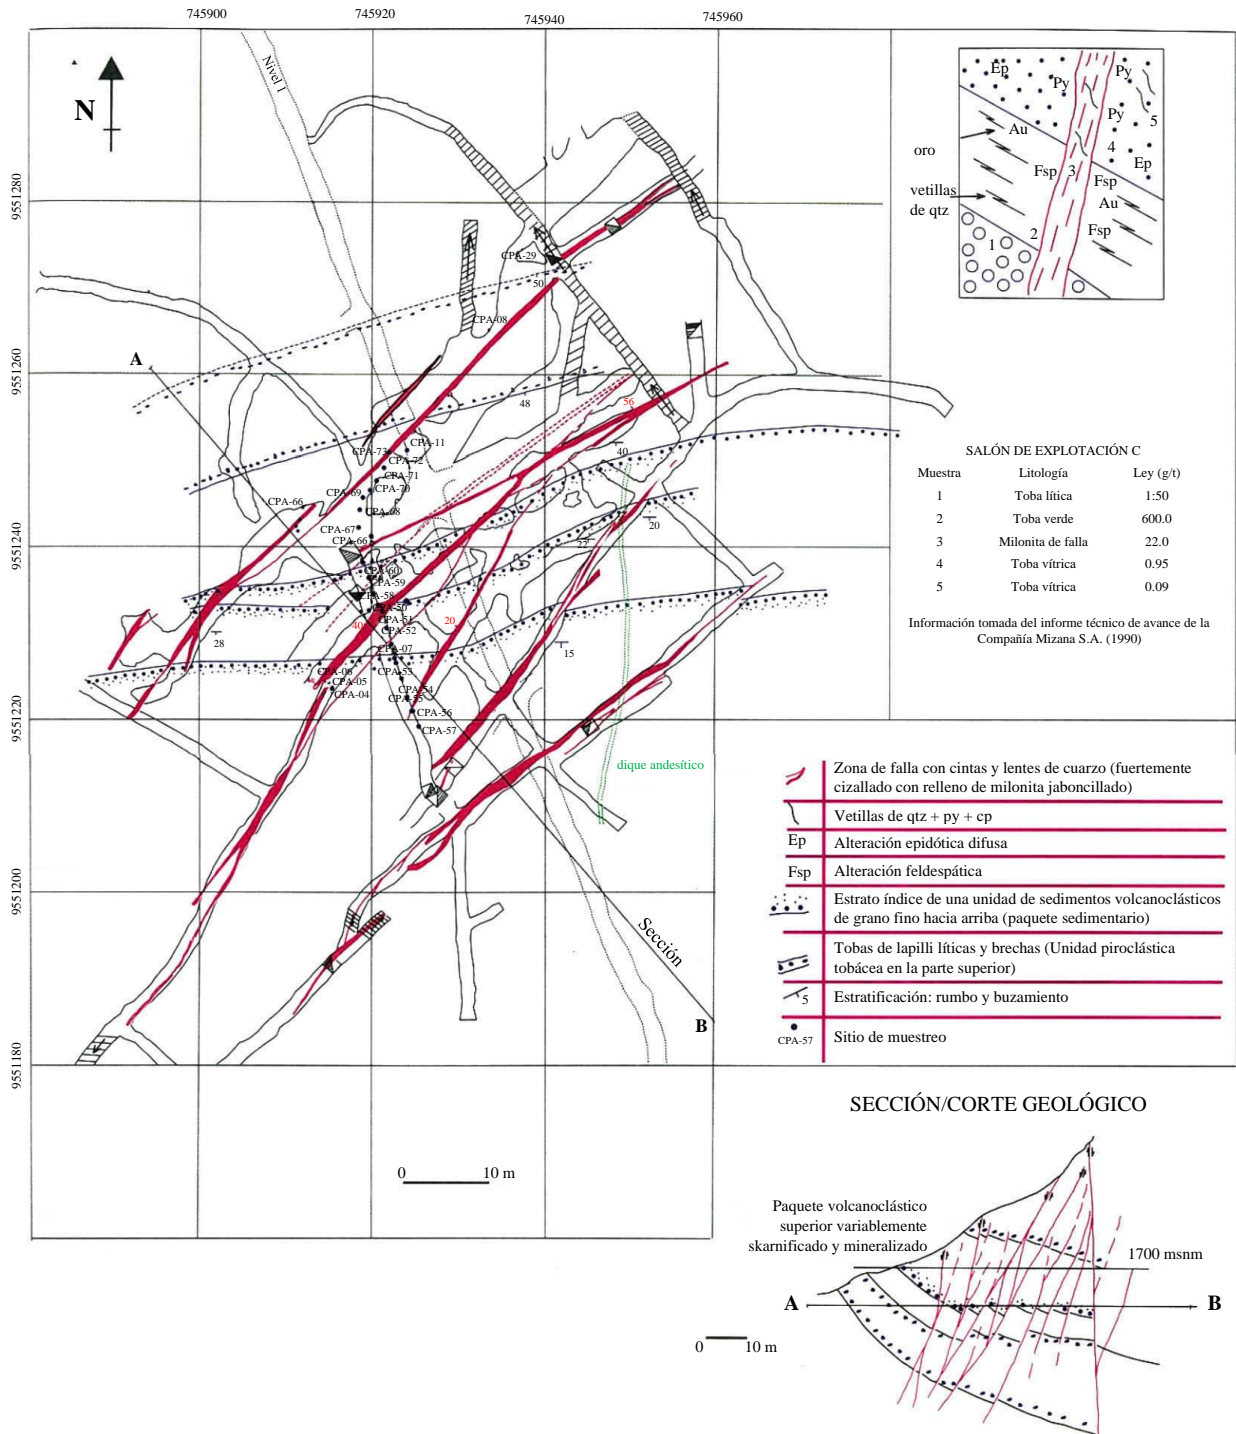 745900
745920
745940
745960
9551280
9551260
9551240
9551220
9551200
9551180
N
Nivel 1
A
CPA-29
50
CPA-08
48
56
CPA-11
CPA-73
CPA-72
40
CPA-71
CPA-69
CPA-70
CPA-66
CPA-68
20
CPA-67
CPA-66
22
CPA-60
CPA-59
CPA-58
CPA-50
CPA-51
40
20
CPA-52
28
CPA-07
15
CPA-06
CPA-53
CPA-05
CPA-04
CPA-54
CPA-55
CPA-56
CPA-57
dique andesítico
Sección
B
0 10 m
Ep
Py
Py
Py
5
Au
4
oro
Ep
Fsp
3
Fsp
vetillas
de qtz
Au
Fsp
1
2
SALÓN DE EXPLOTACIÓN C
Muestra Litología Ley (g/t)
1 Toba lítica 1:50
2 Toba verde 600.0
3 Milonita de falla 22.0
4 Toba vítrica 0.95
5 Toba vítrica 0.09
Información tomada del informe técnico de avance de la
Compañía Mizana S.A. (1990)
Zona de falla con cintas y lentes de cuarzo (fuertemente
cizallado con relleno de milonita jaboncillado)
Vetillas de qtz + py + cp
Ep Alteración epidótica difusa
Fsp Alteración feldespática
Estrato índice de una unidad de sedimentos volcanoclásticos
de grano fino hacia arriba (paquete sedimentario)
Tobas de lapilli líticas y brechas (Unidad piroclástica
tobácea en la parte superior)
5 Estratificación: rumbo y buzamiento
CPA-57 Sitio de muestreo
SECCIÓN/CORTE GEOLÓGICO
Paquete volcanoclástico
superior variablemente
skarnificado y mineralizado
1700 msnm
A
B
0 10 m